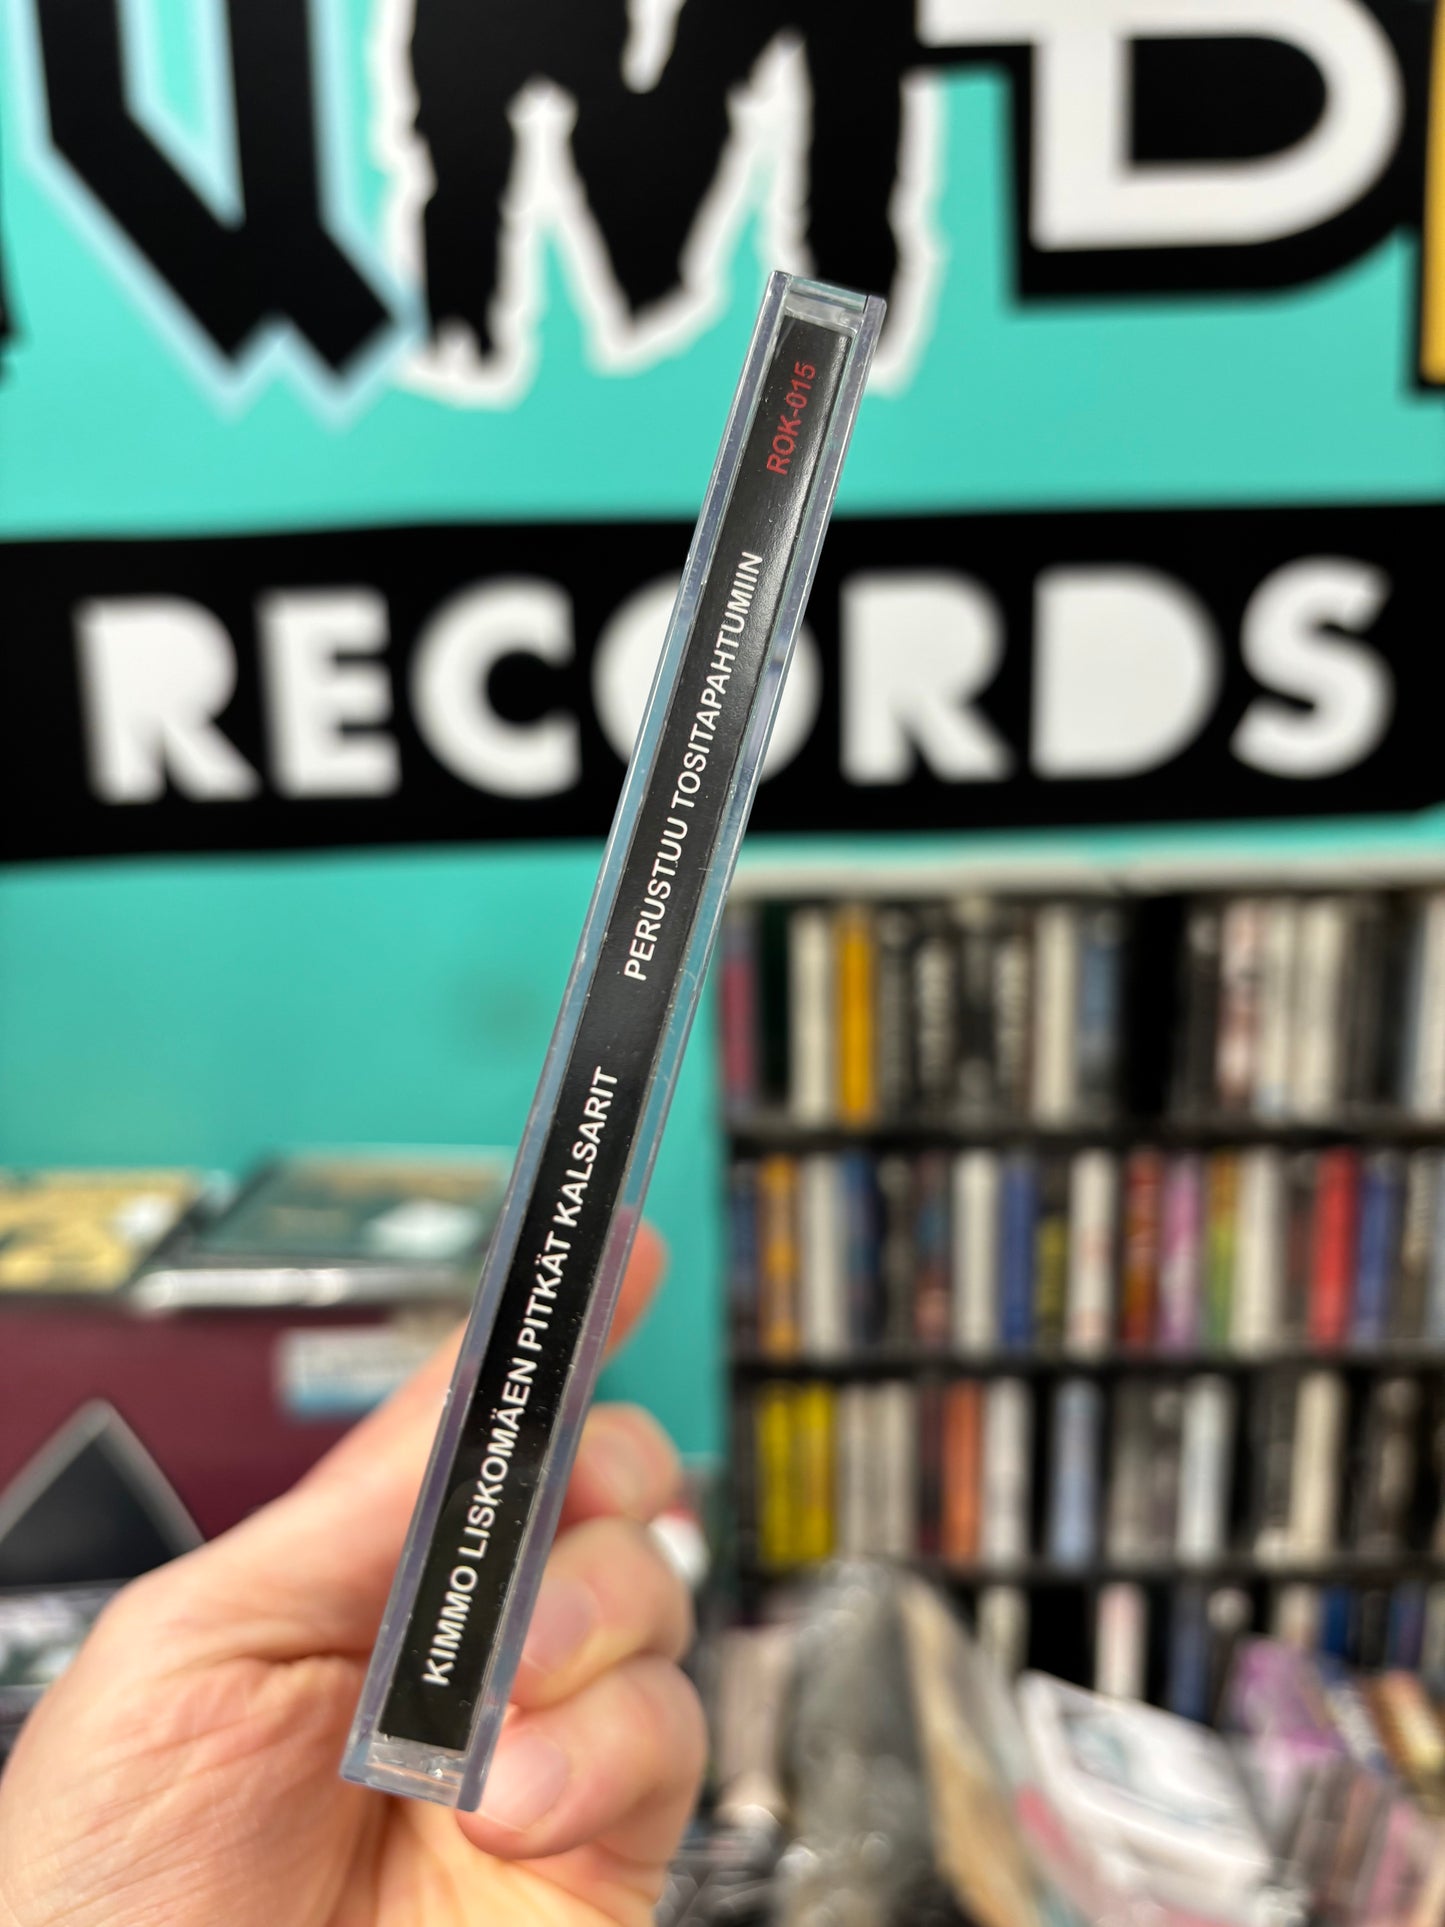 RECORDS
KIMMO LISKOMÄEN PITKÄT KALSARIT PERUSTUU TOSITAPAHTUMIIN ROK-015